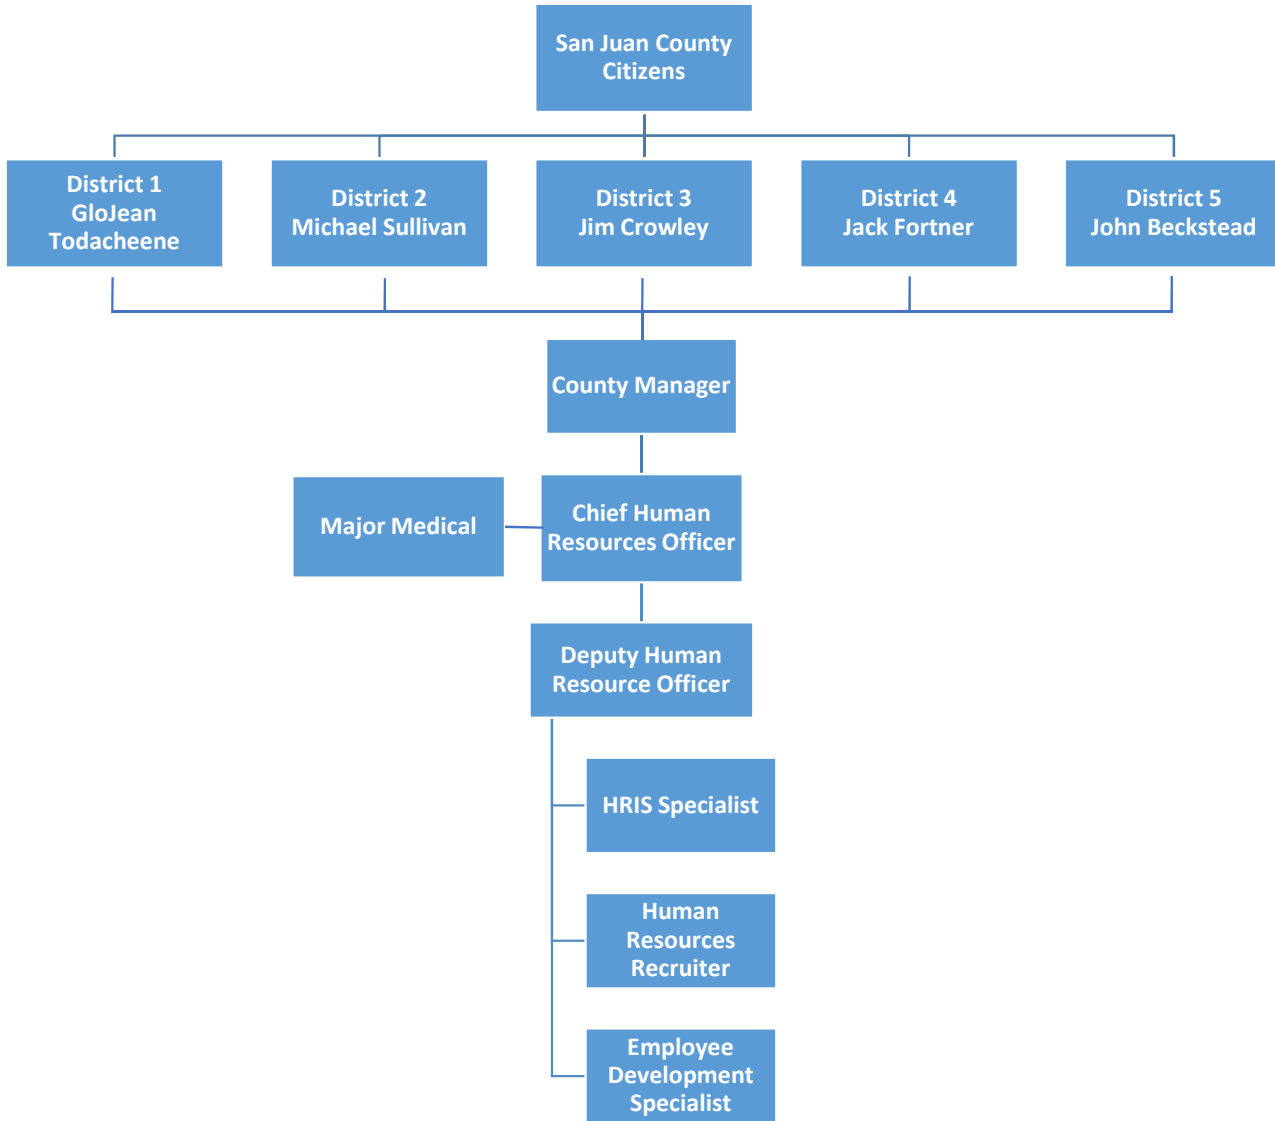 San Juan County
Citizens
District 1
GloJean
Todacheene
District 2
Michael Sullivan
District 3
Jim Crowley
District 4
Jack Fortner
District 5
John Beckstead
County Manager
Major Medical
Chief Human
Resources Officer
Deputy Human
Resource Officer
HRIS Specialist
Human
Resources
Recruiter
Employee
Development
Specialist